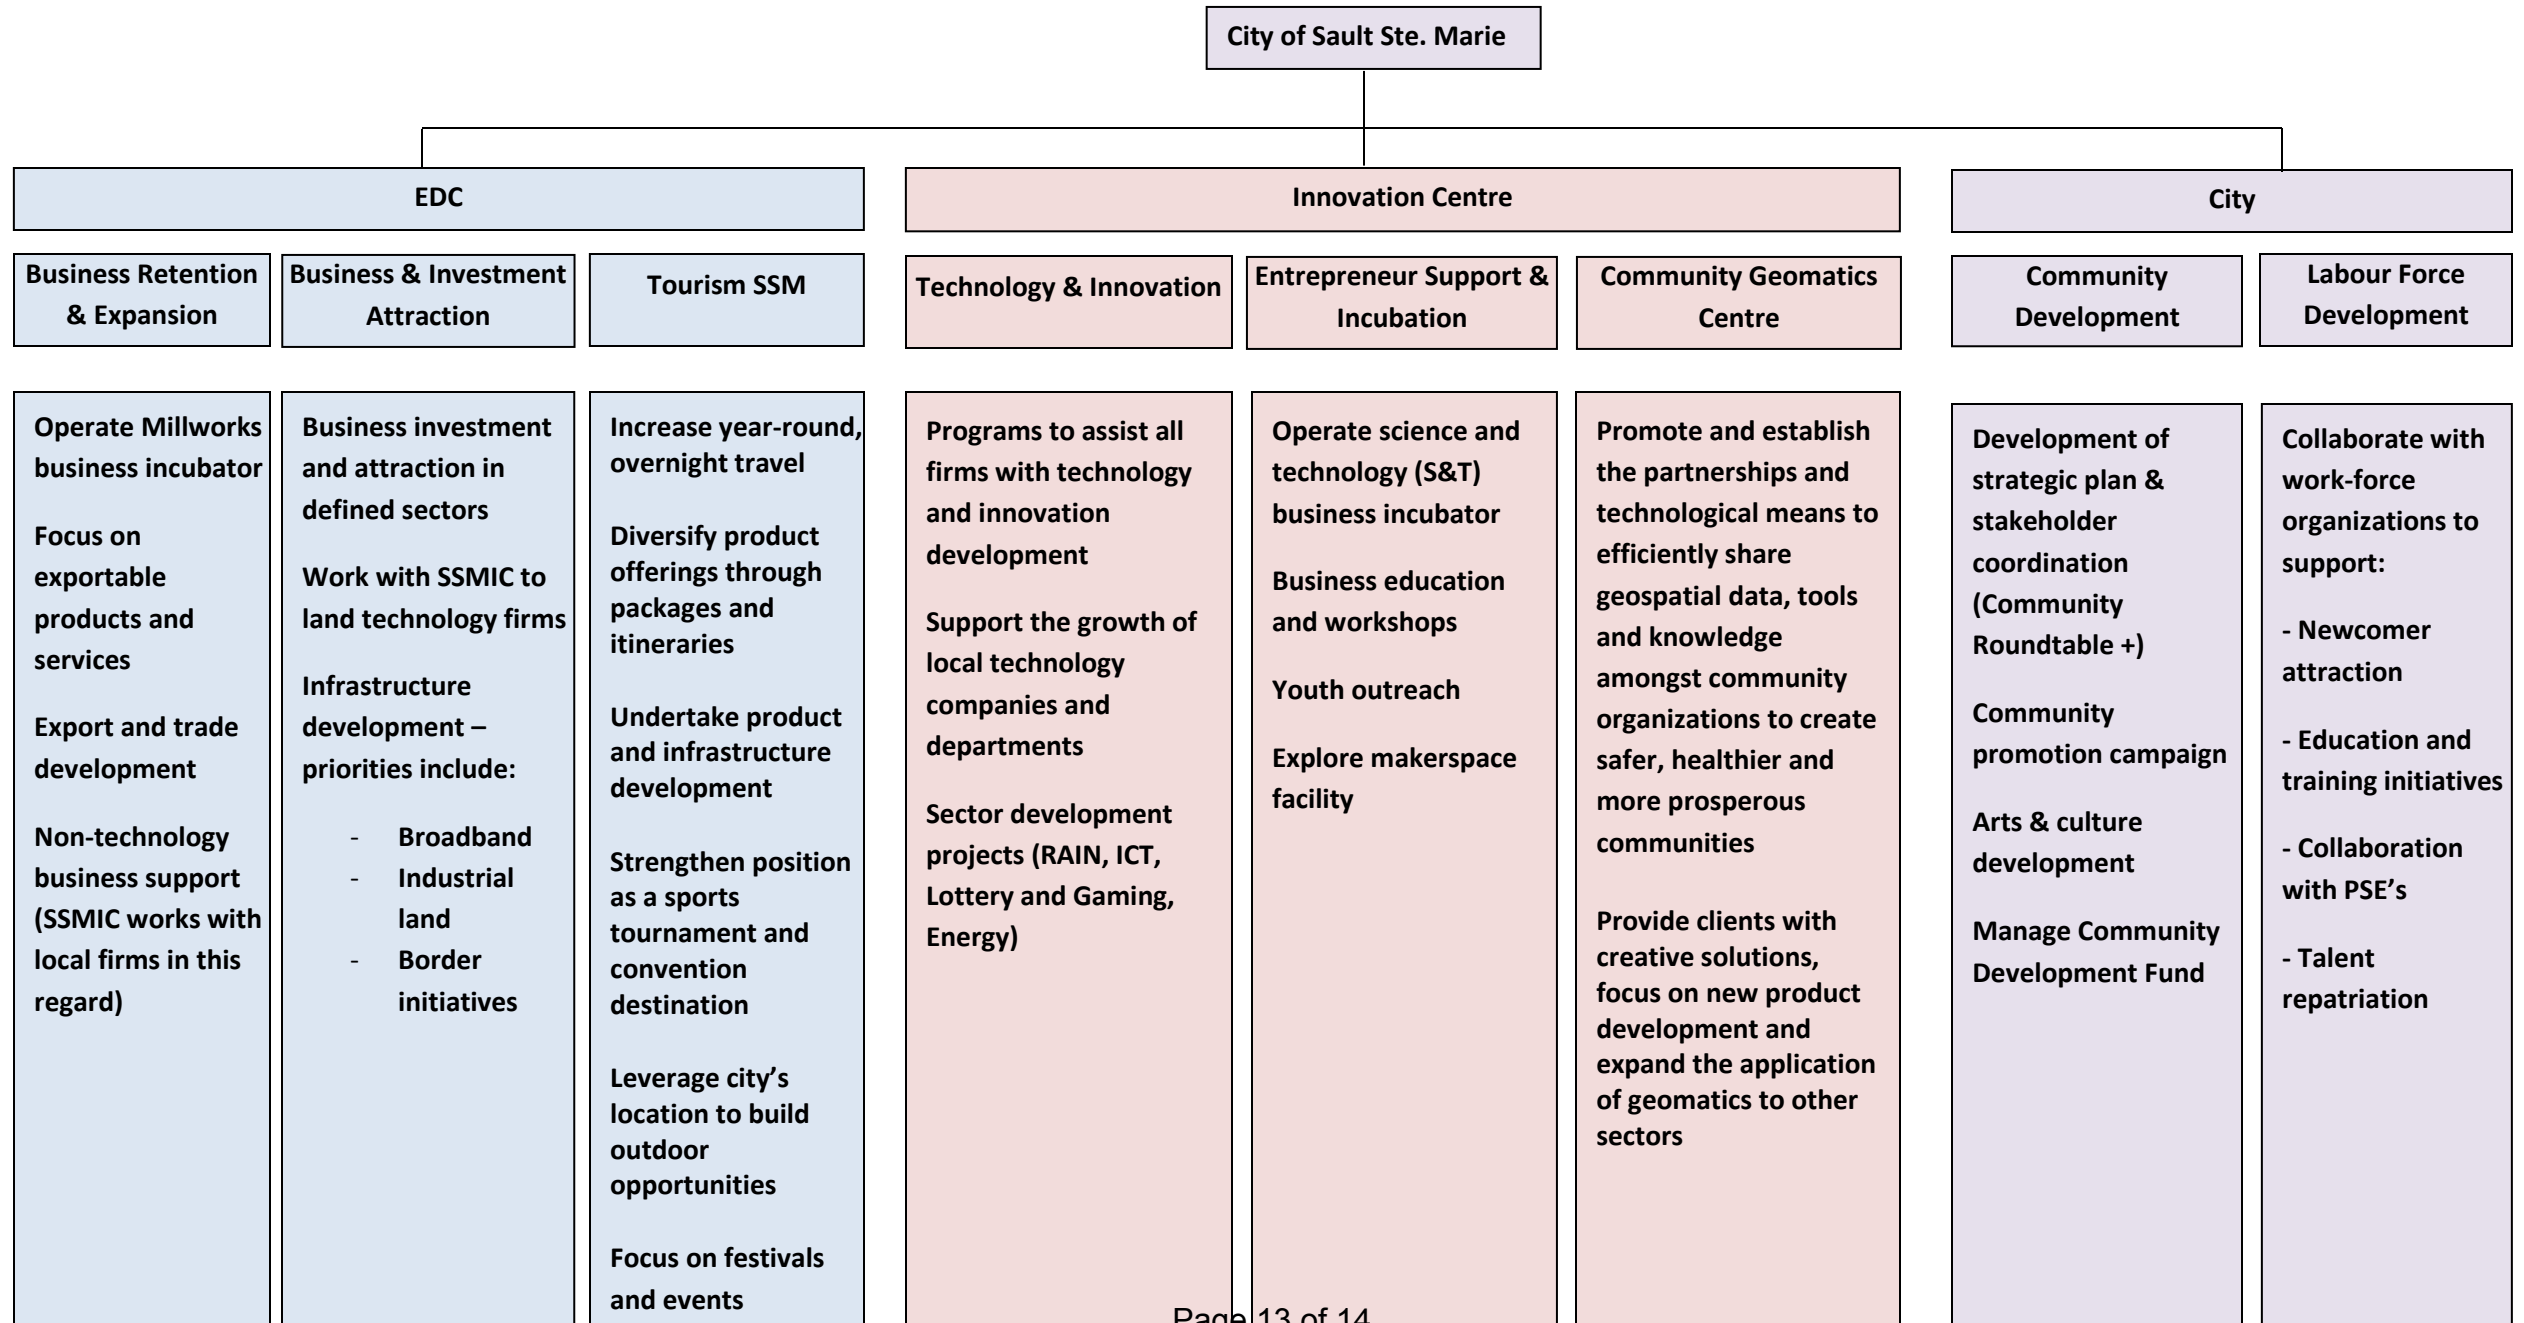 City of Sault Ste. Marie
EDC
Innovation Centre
City
Business Retention
& Expansion
Business & Investment
Attraction
Tourism SSM
Technology & Innovation
Entrepreneur Support &
Incubation
Community Geomatics
Centre
Community
Development
Labour Force
Development
Operate Millworks
business incubator
Focus on
exportable
products and
services
Export and trade
development
Non-technology
business support
(SSMIC works with
local firms in this
regard)
Business investment
and attraction in
defined sectors
Work with SSMIC to
land technology firms
Infrastructure
development –
priorities include:
- Broadband
- Industrial
land
- Border
initiatives
Increase year-round,
overnight travel
Diversify product
offerings through
packages and
itineraries
Undertake product
and infrastructure
development
Strengthen position
as a sports
tournament and
convention
destination
Leverage city’s
location to build
outdoor
opportunities
Focus on festivals
and events
Programs to assist all
firms with technology
and innovation
development
Support the growth of
local technology
companies and
departments
Sector development
projects (RAIN, ICT,
Lottery and Gaming,
Energy)
Operate science and
technology (S&T)
business incubator
Business education
and workshops
Youth outreach
Explore makerspace
facility
Promote and establish
the partnerships and
technological means to
efficiently share
geospatial data, tools
and knowledge
amongst community
organizations to create
safer, healthier and
more prosperous
communities
Provide clients with
creative solutions,
focus on new product
development and
expand the application
of geomatics to other
sectors
Development of
strategic plan &
stakeholder
coordination
(Community
Roundtable +)
Community
promotion campaign
Arts & culture
development
Manage Community
Development Fund
Collaborate with
work-force
organizations to
support:
- Newcomer
attraction
- Education and
training initiatives
- Collaboration
with PSE’s
- Talent
repatriation
Page 13 of 14